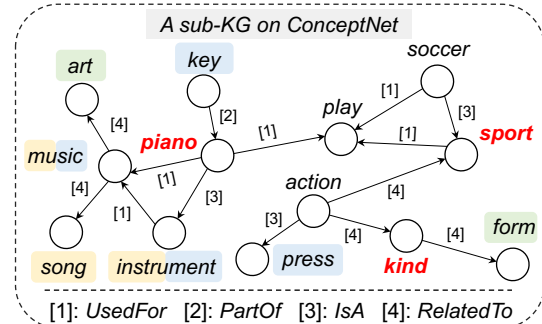 A sub-KG on ConceptNet
soccer
art
key
[1]
play
[2]
[3]
[4]
piano
[1]
[1]
sport
music
[1]
action
[4]
[4]
[1]
[3]
form
[3]
[4]
[4]
song
instrument
press
kind
[1]: UsedFor [2]: PartOf [3]: IsA [4]: RelatedTo